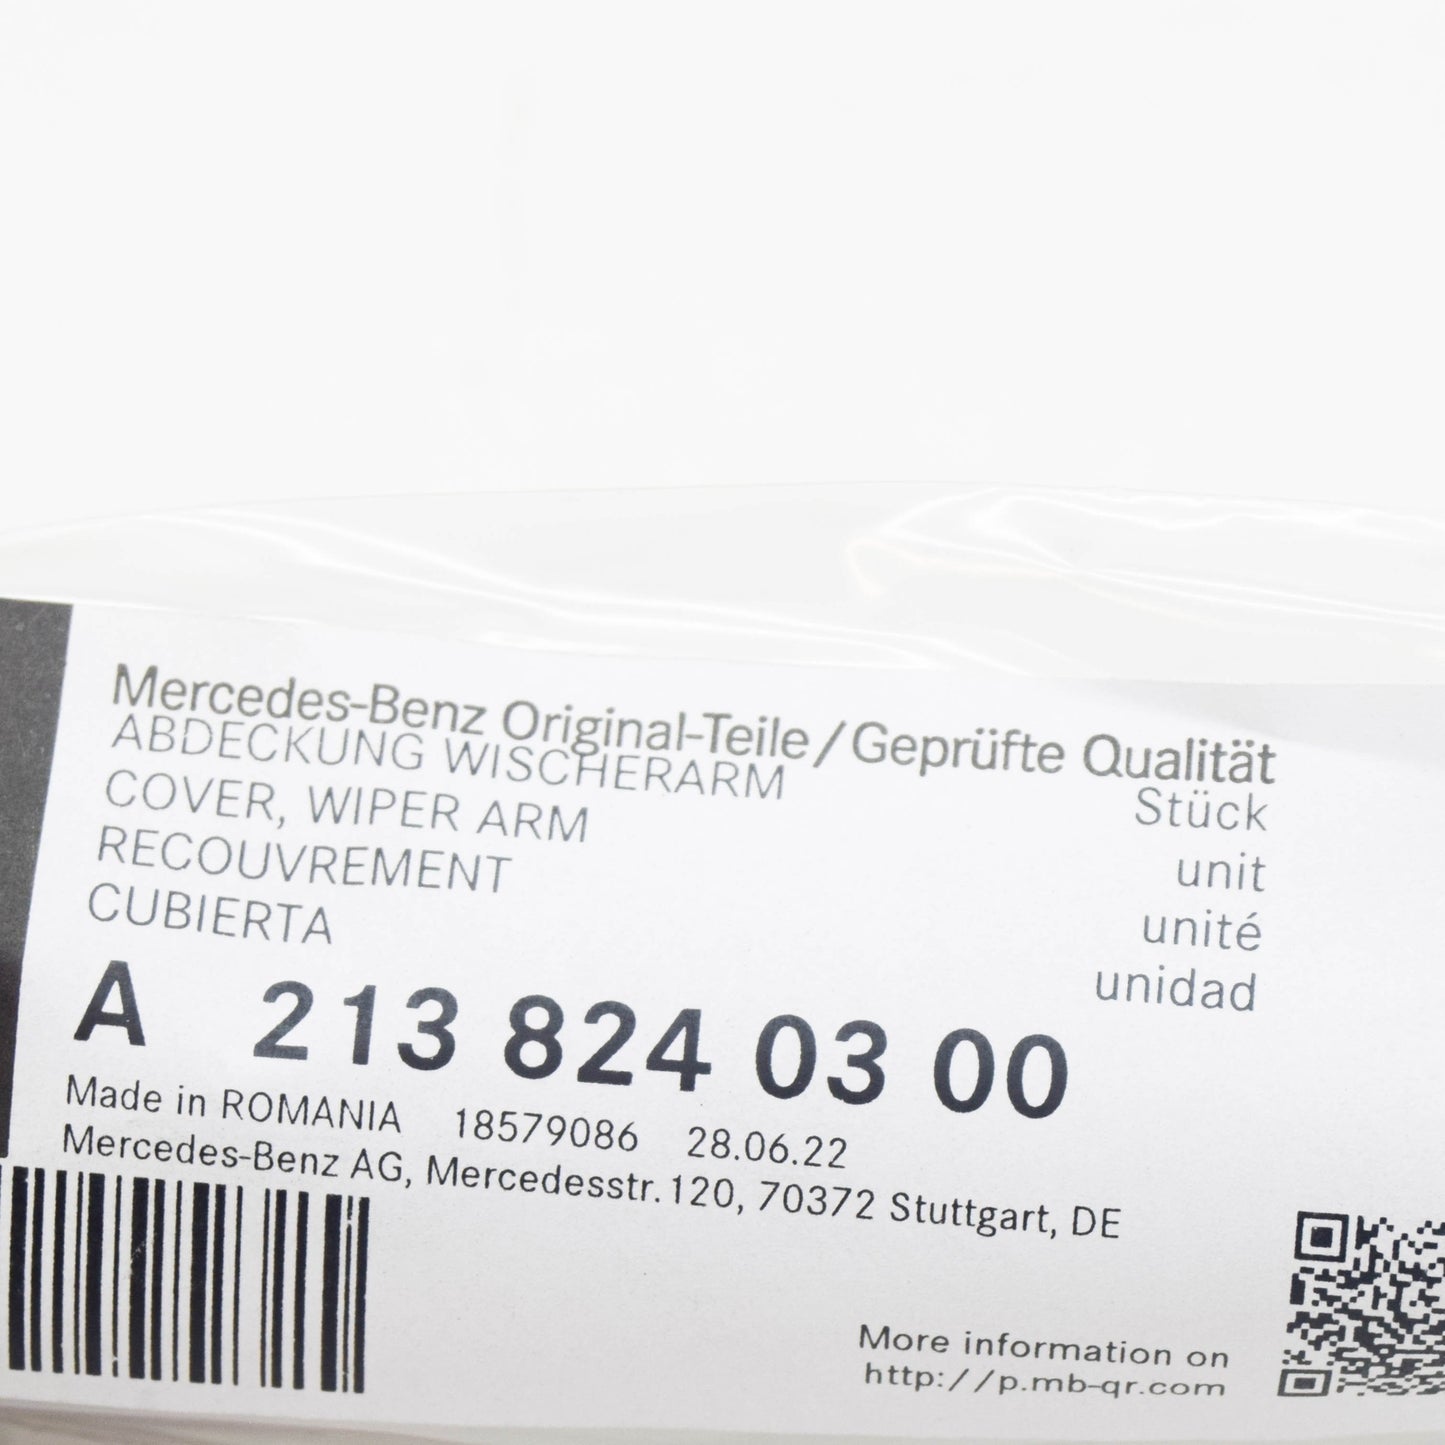 Mercedes-Benz Original-Teile/Geprüfte Qualität
ABDECKUNG WISCHERARM Stück
COVER, WIPER ARM unit
RECOUVREMENT unité
CUBIERTA unidad
A 213 824 03 00
Made in ROMANIA 18579086 28.06.22
Mercedes-Benz AG, Mercedesstr. 120, 70372 Stuttgart, DE
More information on
http://p.mb-qr.com